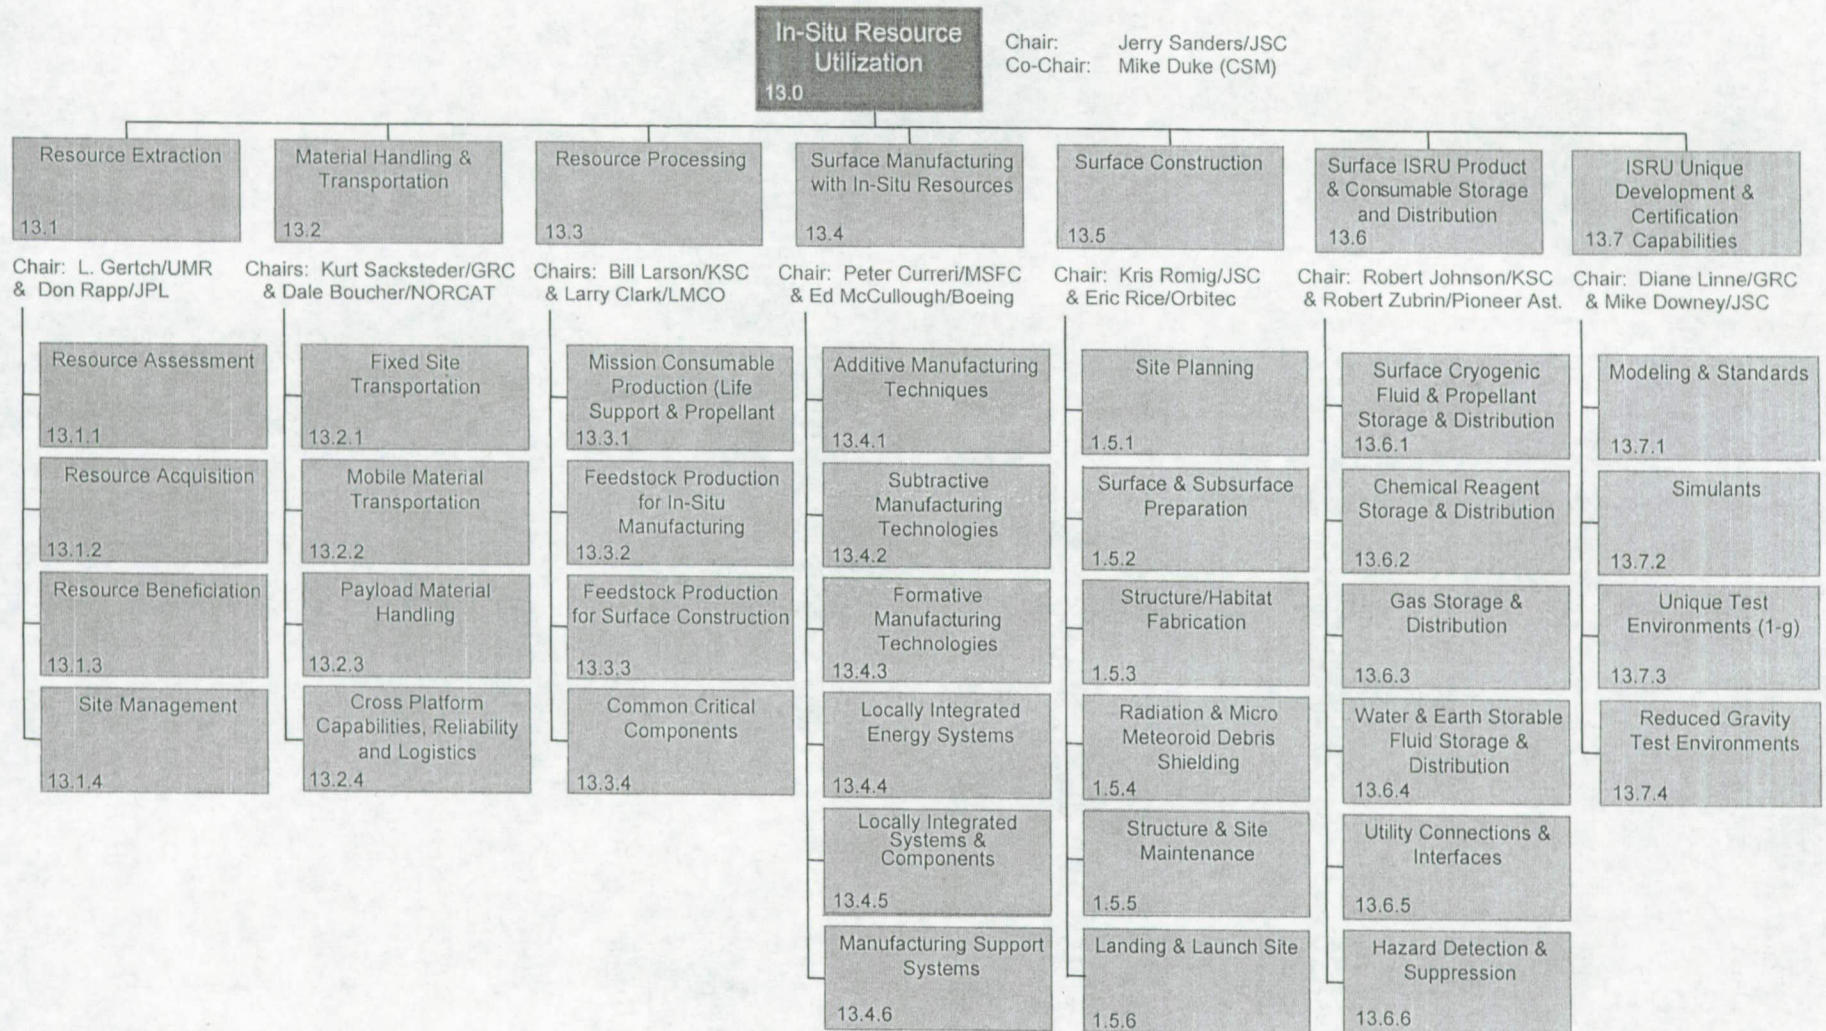 In-Situ Resource
Utilization
13.0
Chair: Jerry Sanders/JSC
Co-Chair: Mike Duke (CSM)
Resource Extraction
13.1
Material Handling &
Transportation
13.2
Resource Processing
13.3
Surface Manufacturing
with In-Situ Resources
13.4
Surface Construction
13.5
Surface ISRU Product
& Consumable Storage
and Distribution
13.6
ISRU Unique
Development &
Certification
13.7 Capabilities
Chair: L. Gertch/UMR
& Don Rapp/JPL
Chairs: Kurt Sacksteder/GRC
& Dale Boucher/NORCAT
Chairs: Bill Larson/KSC
& Larry Clark/LMCO
Chair: Peter Curreri/MSFC
& Ed McCullough/Boeing
Chair: Kris Romig/JSC
& Eric Rice/Orbitec
Chair: Robert Johnson/KSC
& Robert Zubrin/Pioneer Ast.
Chair: Diane Linne/GRC
& Mike Downey/JSC
Resource Assessment
13.1.1
Resource Acquisition
13.1.2
Resource Beneficiation
13.1.3
Site Management
13.1.4
Fixed Site
Transportation
13.2.1
Mobile Material
Transportation
13.2.2
Payload Material
Handling
13.2.3
Cross Platform
Capabilities, Reliability
and Logistics
13.2.4
Mission Consumable
Production (Life
Support & Propellant
13.3.1
Feedstock Production
for In-Situ
Manufacturing
13.3.2
Feedstock Production
for Surface Construction
13.3.3
Common Critical
Components
13.3.4
Additive Manufacturing
Techniques
13.4.1
Subtractive
Manufacturing
Technologies
13.4.2
Formative
Manufacturing
Technologies
13.4.3
Locally Integrated
Energy Systems
13.4.4
Locally Integrated
Systems &
Components
13.4.5
Manufacturing Support
Systems
13.4.6
Site Planning
1.5.1
Surface & Subsurface
Preparation
1.5.2
Structure/Habitat
Fabrication
1.5.3
Radiation & Micro
Meteoroid Debris
Shielding
1.5.4
Structure & Site
Maintenance
1.5.5
Landing & Launch Site
1.5.6
Surface Cryogenic
Fluid & Propellant
Storage & Distribution
13.6.1
Chemical Reagent
Storage & Distribution
13.6.2
Gas Storage &
Distribution
13.6.3
Water & Earth Storable
Fluid Storage &
Distribution
13.6.4
Utility Connections &
Interfaces
13.6.5
Hazard Detection &
Suppression
13.6.6
Modeling & Standards
13.7.1
Simulants
13.7.2
Unique Test
Environments (1-g)
13.7.3
Reduced Gravity
Test Environments
13.7.4